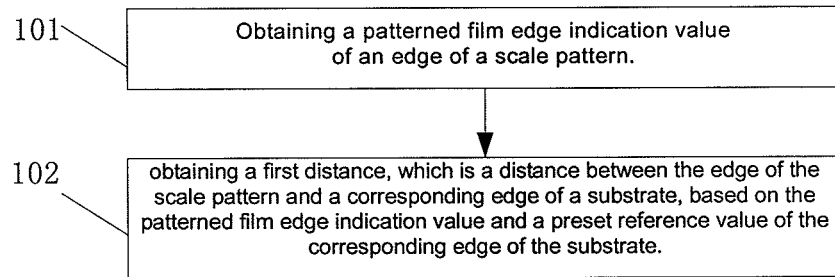 101
Obtaining a patterned film edge indication value
of an edge of a scale pattern.
102
obtaining a first distance, which is a distance between the edge of the
scale pattern and a corresponding edge of a substrate, based on the
patterned film edge indication value and a preset reference value of the
corresponding edge of the substrate.